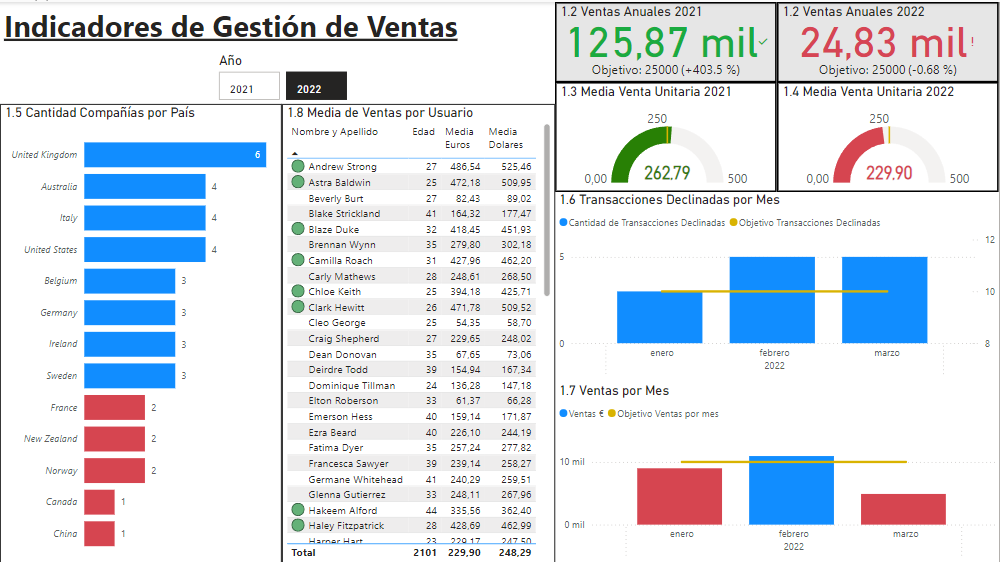 Indicadores de Gestión de Ventas
Año
2021
2022
1.2 Ventas Anuales 2021
125,87 mil✓
Objetivo: 25000 (+403.5 %)
1.2 Ventas Anuales 2022
24,83 mil!
Objetivo: 25000 (-0.68 %)
1.3 Media Venta Unitaria 2021
250
0,00
262.79
500
1.4 Media Venta Unitaria 2022
250
0,00
229.90
500
1.5 Cantidad Compañías por País
United Kingdom 6
Australia 4
Italy 4
United States 4
Belgium 3
Germany 3
Ireland 3
Sweden 3
France 2
New Zealand 2
Norway 2
Canada 1
China 1
1.8 Media de Ventas por Usuario
Nombre y Apellido Edad Media Euros Media Dolares
Andrew Strong 27 486,54 525,46
Astra Baldwin 25 472,18 509,95
Beverly Burt 27 82,43 89,02
Blake Strickland 41 164,32 177,47
Blaze Duke 32 418,45 451,93
Brennan Wynn 35 279,80 302,18
Camilla Roach 31 427,96 462,20
Carly Mathews 28 248,61 268,50
Chloe Keith 25 394,18 425,71
Clark Hewitt 26 471,78 509,52
Cleo George 25 54,35 58,70
Craig Shepherd 27 229,65 248,02
Dean Donovan 35 67,65 73,06
Deirdre Todd 39 154,94 167,34
Dominique Tillman 24 136,28 147,18
Elton Roberson 33 61,37 66,28
Emerson Hess 40 159,14 171,87
Ezra Beard 40 226,10 244,19
Fatima Dyer 35 257,24 277,82
Francesca Sawyer 39 239,14 258,27
Germane Whitehead 41 240,29 259,51
Glenna Gutierrez 33 248,11 267,96
Hakeem Alford 44 335,56 362,40
Haley Fitzpatrick 28 428,69 462,99
Harper Hart 23 229,17 247,50
Total 2101 229,90 248,29
1.6 Transacciones Declinadas por Mes
Cantidad de Transacciones Declinadas Objetivo Transacciones Declinadas
12
5
10
0
8
enero febrero marzo
2022
1.7 Ventas por Mes
Ventas € Objetivo Ventas por mes
10 mil
0 mil
enero febrero marzo
2022